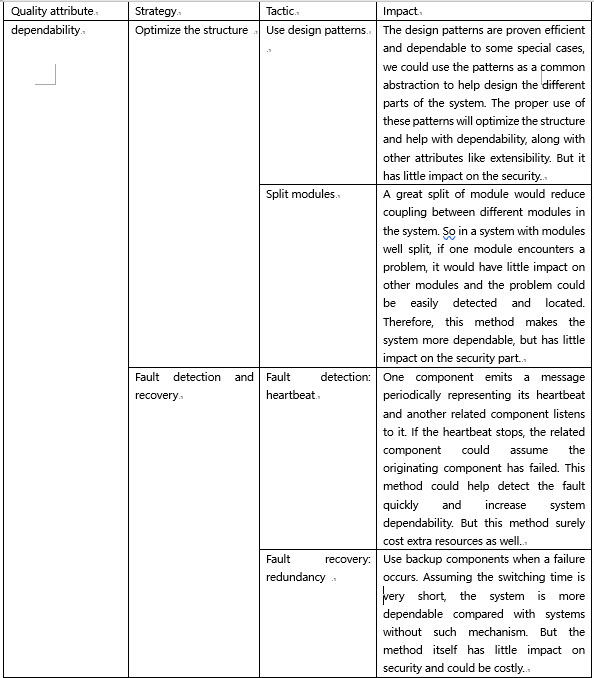 Quality attribute
Strategy
Tactic
Impact
dependability
Optimize the structure
Use design patterns
The design patterns are proven efficient
and dependable to some special cases,
we could use the patterns as a common
abstraction to help design the different
parts of the system. The proper use of
these patterns will optimize the structure
and help with dependability, along with
other attributes like extensibility. But it
has little impact on the security.
Split modules
A great split of module would reduce
coupling between different modules in
the system. So in a system with modules
well split, if one module encounters a
problem, it would have little impact on
other modules and the problem could
be easily detected and located.
Therefore, this method makes the
system more dependable, but has little
impact on the security part.
Fault detection and
recovery
Fault detection:
heartbeat
One component emits a message
periodically representing its heartbeat
and another related component listens
to it. If the heartbeat stops, the related
component could assume the
originating component has failed. This
method could help detect the fault
quickly and increase system
dependability. But this method surely
cost extra resources as well.
Fault recovery:
redundancy
Use backup components when a failure
occurs. Assuming the switching time is
very short, the system is more
dependable compared with systems
without such mechanism. But the
method itself has little impact on
security and could be costly.